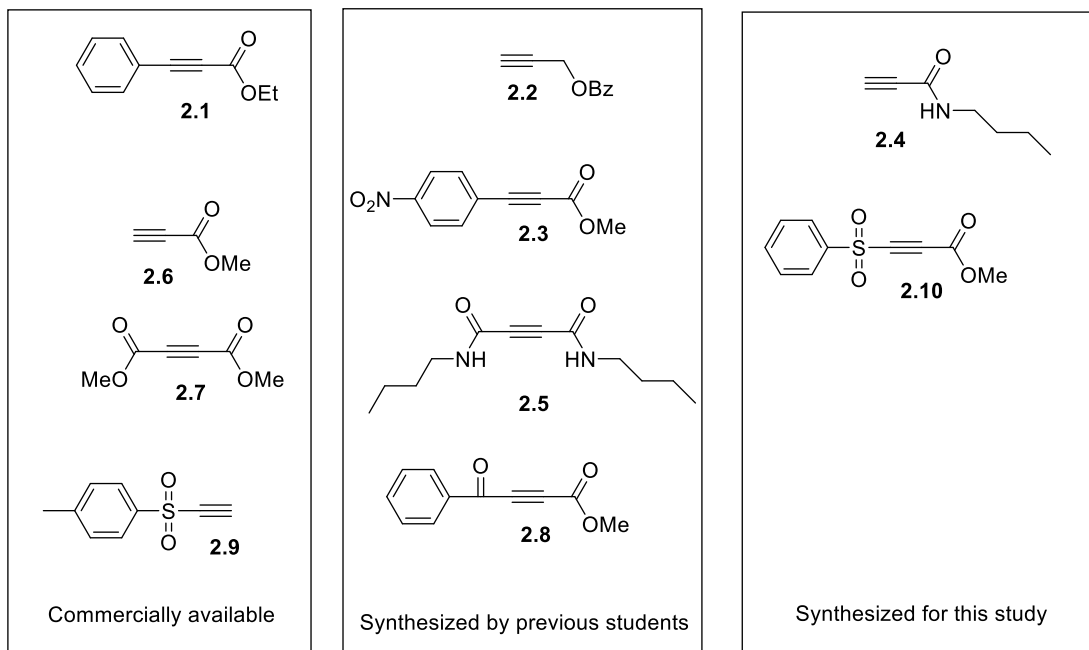 O
OEt
2.1
O
OMe
2.6
O
O
MeO
OMe
2.7
O
S
O
2.9
Commercially available
OBz
2.2
O2N
O
OMe
2.3
O
O
NH
HN
2.5
O
O
OMe
2.8
Synthesized by previous students
O
HN
2.4
O
S
O
O
OMe
2.10
Synthesized for this study